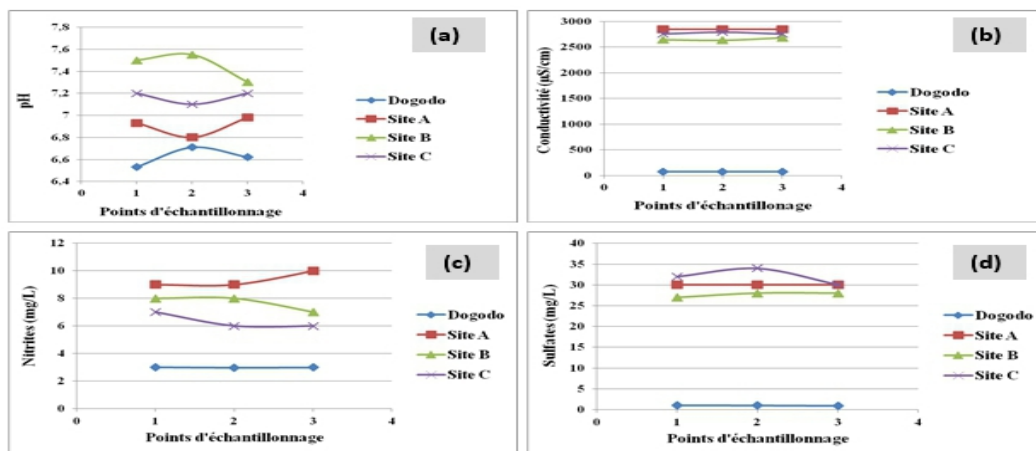 (a)
pH
7,8
7,6
7,4
7,2
7
6,8
6,6
6,4
0 1 2 3 4
Points d'échantillonnage
Dogodo
Site A
Site B
Site C
(b)
Conductivité (µS/cm)
3000
2500
2000
1500
1000
500
0
0 1 2 3 4
Points d'échantillonnage
Dogodo
Site A
Site B
Site C
(c)
Nitrites (mg/L)
12
10
8
6
4
2
0
0 1 2 3 4
Points d'échantillonnage
Dogodo
Site A
Site B
Site C
(d)
Sulfates (mg/L)
40
35
30
25
20
15
10
5
0
0 1 2 3 4
Points d'échantillonnage
Dogodo
Site A
Site B
Site C